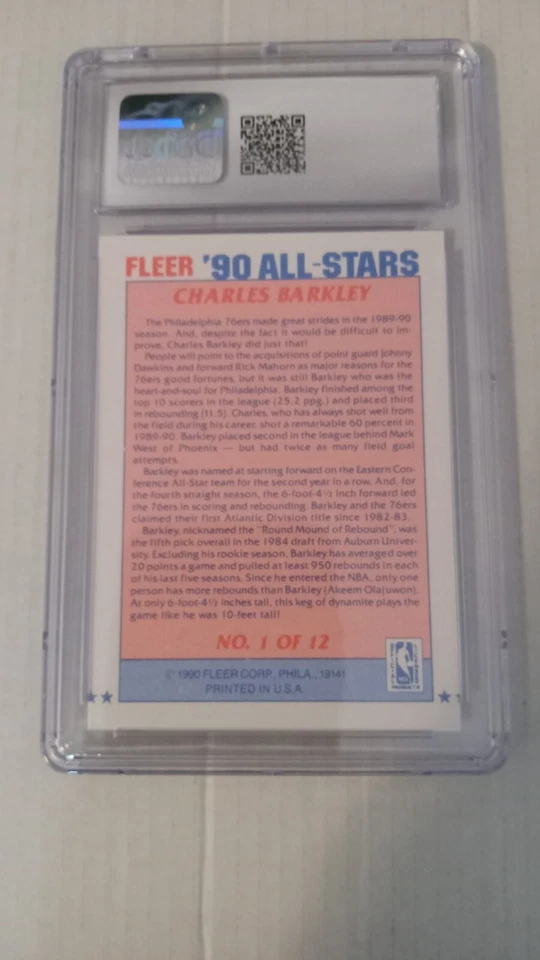 FLEER '90 ALL-STARS
CHARLES BARKLEY
The Philadelphia 76ers made great strides in the 1989-90
season. And, despite the fact it would be difficult to im-
prove, Charles Barkley did just that!
People will point to the acquisitions of point guard Johnny
Dawkins and forward Rick Mahorn as major reasons for the
76ers good fortunes, but it was still Barkley who was the
heart-and-soul for Philadelphia. Barkley finished among the
top 10 scorers in the league (25.2 ppg.) and placed third
in rebounding (11.5). Charles, who has always shot well from
the field during his career, shot a remarkable 60 percent in
1989-90. Barkley placed second in the league behind Mark
West of Phoenix — but had twice as many field goal
attempts.
Barkley was named at starting forward on the Eastern Con-
ference All-Star team for the second year in a row. And, for
the fourth straight season, the 6-foot-4½ inch forward led
the 76ers in scoring and rebounding. Barkley and the 76ers
claimed their first Atlantic Division title since 1982-83.
Barkley, nicknamed the "Round Mound of Rebound", was
the fifth pick overall in the 1984 draft from Auburn Univer-
sity. Excluding his rookie season, Barkley has averaged over
20 points a game and pulled at least 950 rebounds in each
of his last five seasons. Since he entered the NBA, only one
person has more rebounds than Barkley (Akeem Olajuwon).
At only 6-foot-4½ inches tall, this keg of dynamite plays the
game like he was 10-feet tall!
NO. 1 OF 12
© 1990 FLEER CORP., PHILA., 19141
PRINTED IN U.S.A.